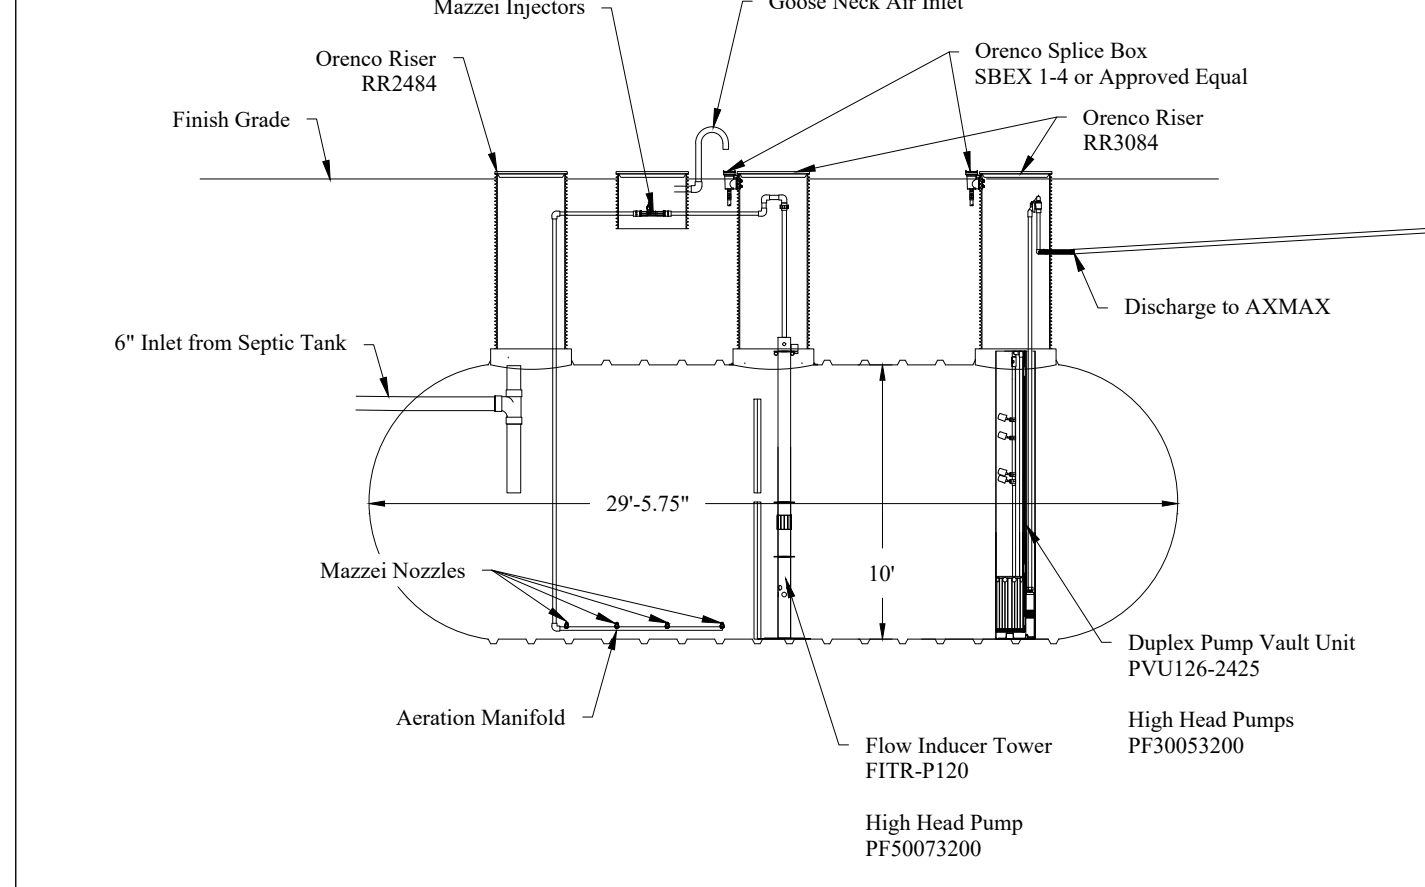 Mazzei Injectors
Goose Neck Air Inlet
Orenco Riser
RR2484
Orenco Splice Box
SBEX 1-4 or Approved Equal
Finish Grade
Orenco Riser
RR3084
Discharge to AXMAX
6" Inlet from Septic Tank
29'-5.75"
10'
Mazzei Nozzles
Duplex Pump Vault Unit
PVU126-2425
High Head Pumps
PF30053200
Aeration Manifold
Flow Inducer Tower
FITR-P120
High Head Pump
PF50073200